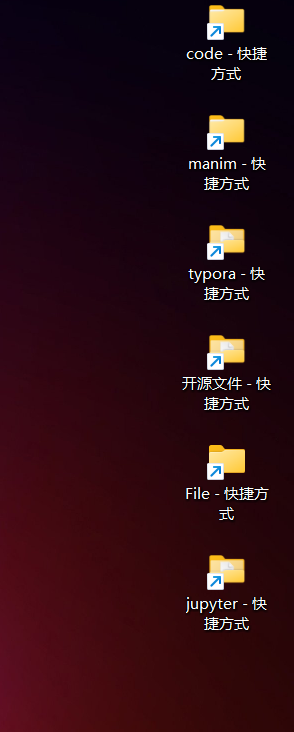 code - 快捷
方式
manim - 快
捷方式
typora - 快
捷方式
开源文件 - 快
捷方式
File - 快捷方
式
jupyter - 快
捷方式